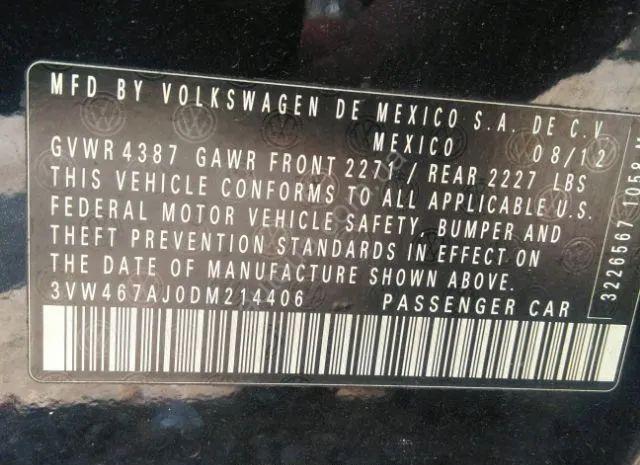 MFD BY VOLKSWAGEN DE MEXICO S.A. DE C.V
MEXICO 08/12
GVWR 4387 GAWR FRONT 227 / REAR 2227 LBS
THIS VEHICLE CONFORMS TO ALL APPLICABLE U.S.
FEDERAL MOTOR VEHICLE SAFETY, BUMPER AND
THEFT PREVENTION STANDARDS IN EFFECT ON
THE DATE OF MANUFACTURE SHOWN ABOVE.
3VW467AJ0DM214406 PASSENGER CAR
3226567